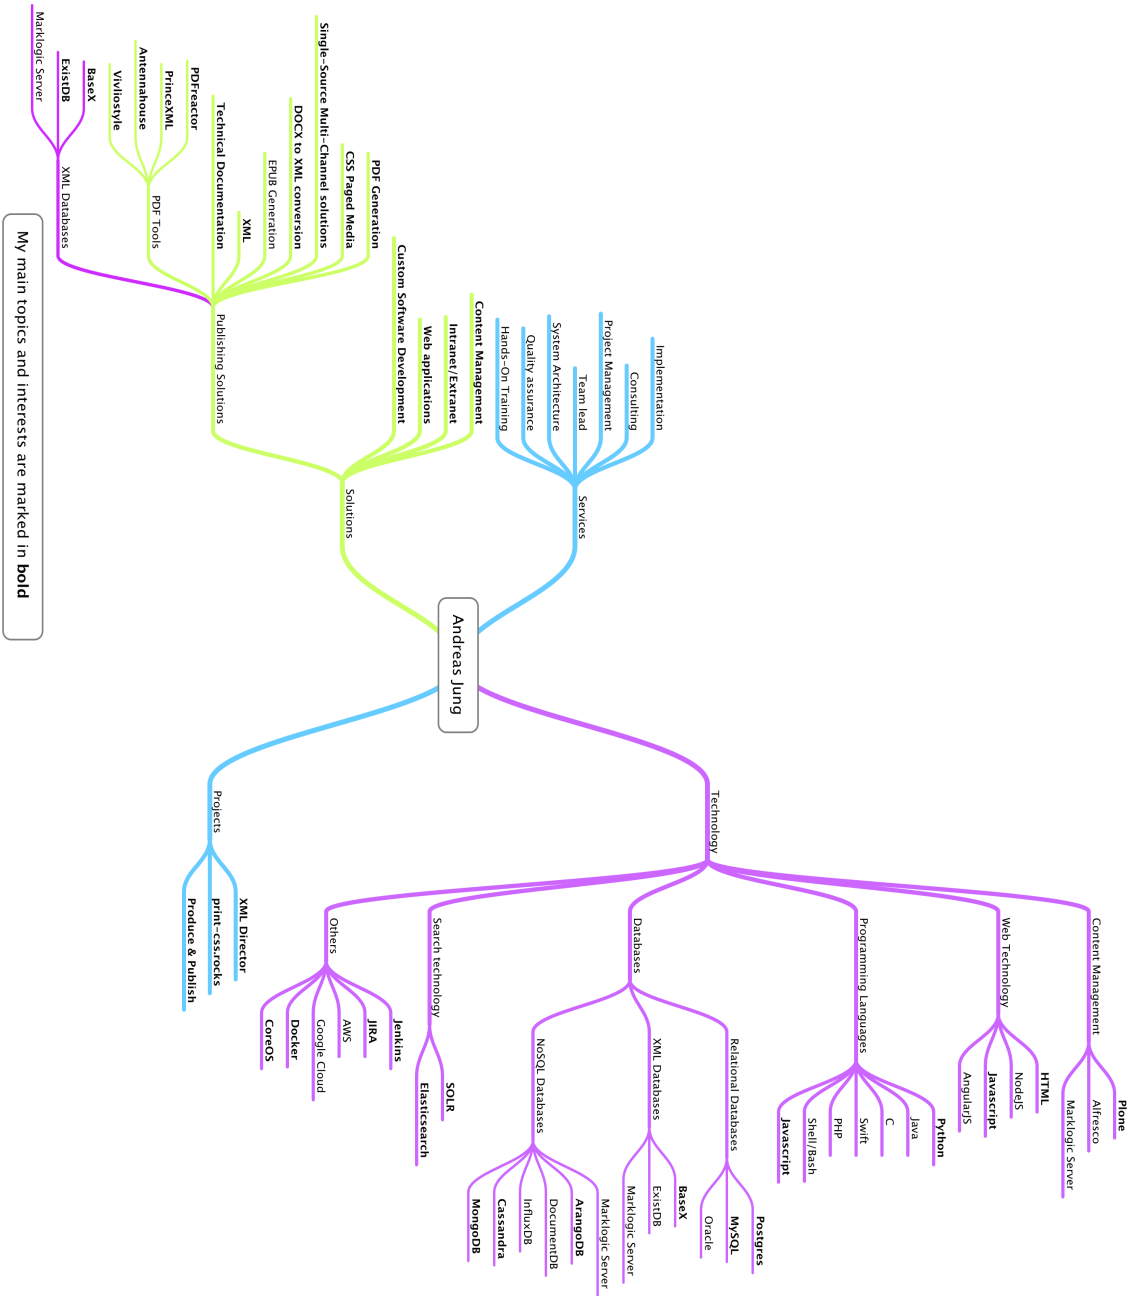 Andreas Jung
Technology
Content Management
Plone
Alfresco
Marklogic Server
Web Technology
HTML
NodeJS
Javascript
AngularJS
Programming Languages
Python
Java
C
Swift
PHP
Shell/Bash
Javascript
Databases
Relational Databases
Postgres
MySQL
Oracle
XML Databases
BaseX
ExistDB
Marklogic Server
NoSQL Databases
Marklogic Server
ArangoDB
DocumentDB
InfluxDB
Cassandra
MongoDB
Search technology
SOLR
Elasticsearch
Others
Jenkins
JIRA
AWS
Google Cloud
Docker
CoreOS
Projects
XML Director
print-css.rocks
Produce & Publish
Services
Implementation
Consulting
Project Management
Team lead
System Architecture
Quality assurance
Hands-On Training
Solutions
Content Management
Intranet/Extranet
Web applications
Custom Software Development
Publishing Solutions
PDF Generation
CSS Paged Media
Single-Source Multi-Channel solutions
DOCX to XML conversion
EPUB Generation
XML
Technical Documentation
PDF Tools
PDFreactor
PrinceXML
Antennahouse
Vivliostyle
XML Databases
BaseX
ExistDB
Marklogic Server
My main topics and interests are marked in bold